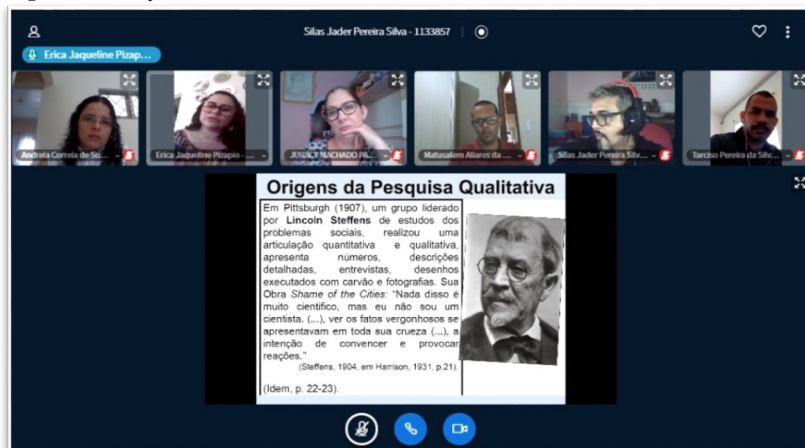 Silas Jader Pereira Silva - 1133857
Erica Jaqueline Pizap...
Andreia Correia de So...
Erica Jaqueline Pizapio - ...
JURACY MACHADO PA...
Matusalem Aliares da ...
Silas Jader Pereira Silv...
Tarciso Pereira da Silv...
Origens da Pesquisa Qualitativa
Em Pittsburgh (1907), um grupo liderado
por Lincoln Steffens de estudos dos
problemas sociais, realizou uma
articulação quantitativa e qualitativa,
apresenta números, descrições
detalhadas, entrevistas, desenhos
executados com carvão e fotografias. Sua
Obra Shame of the Cities: “Nada disso é
muito científico, mas eu não sou um
cientista. (...), ver os fatos vergonhosos se
apresentavam em toda sua crueza (...), a
intenção de convencer e provocar
reações.”
(Steffens, 1904, em Harrison, 1931, p.21).
(Idem, p. 22-23).